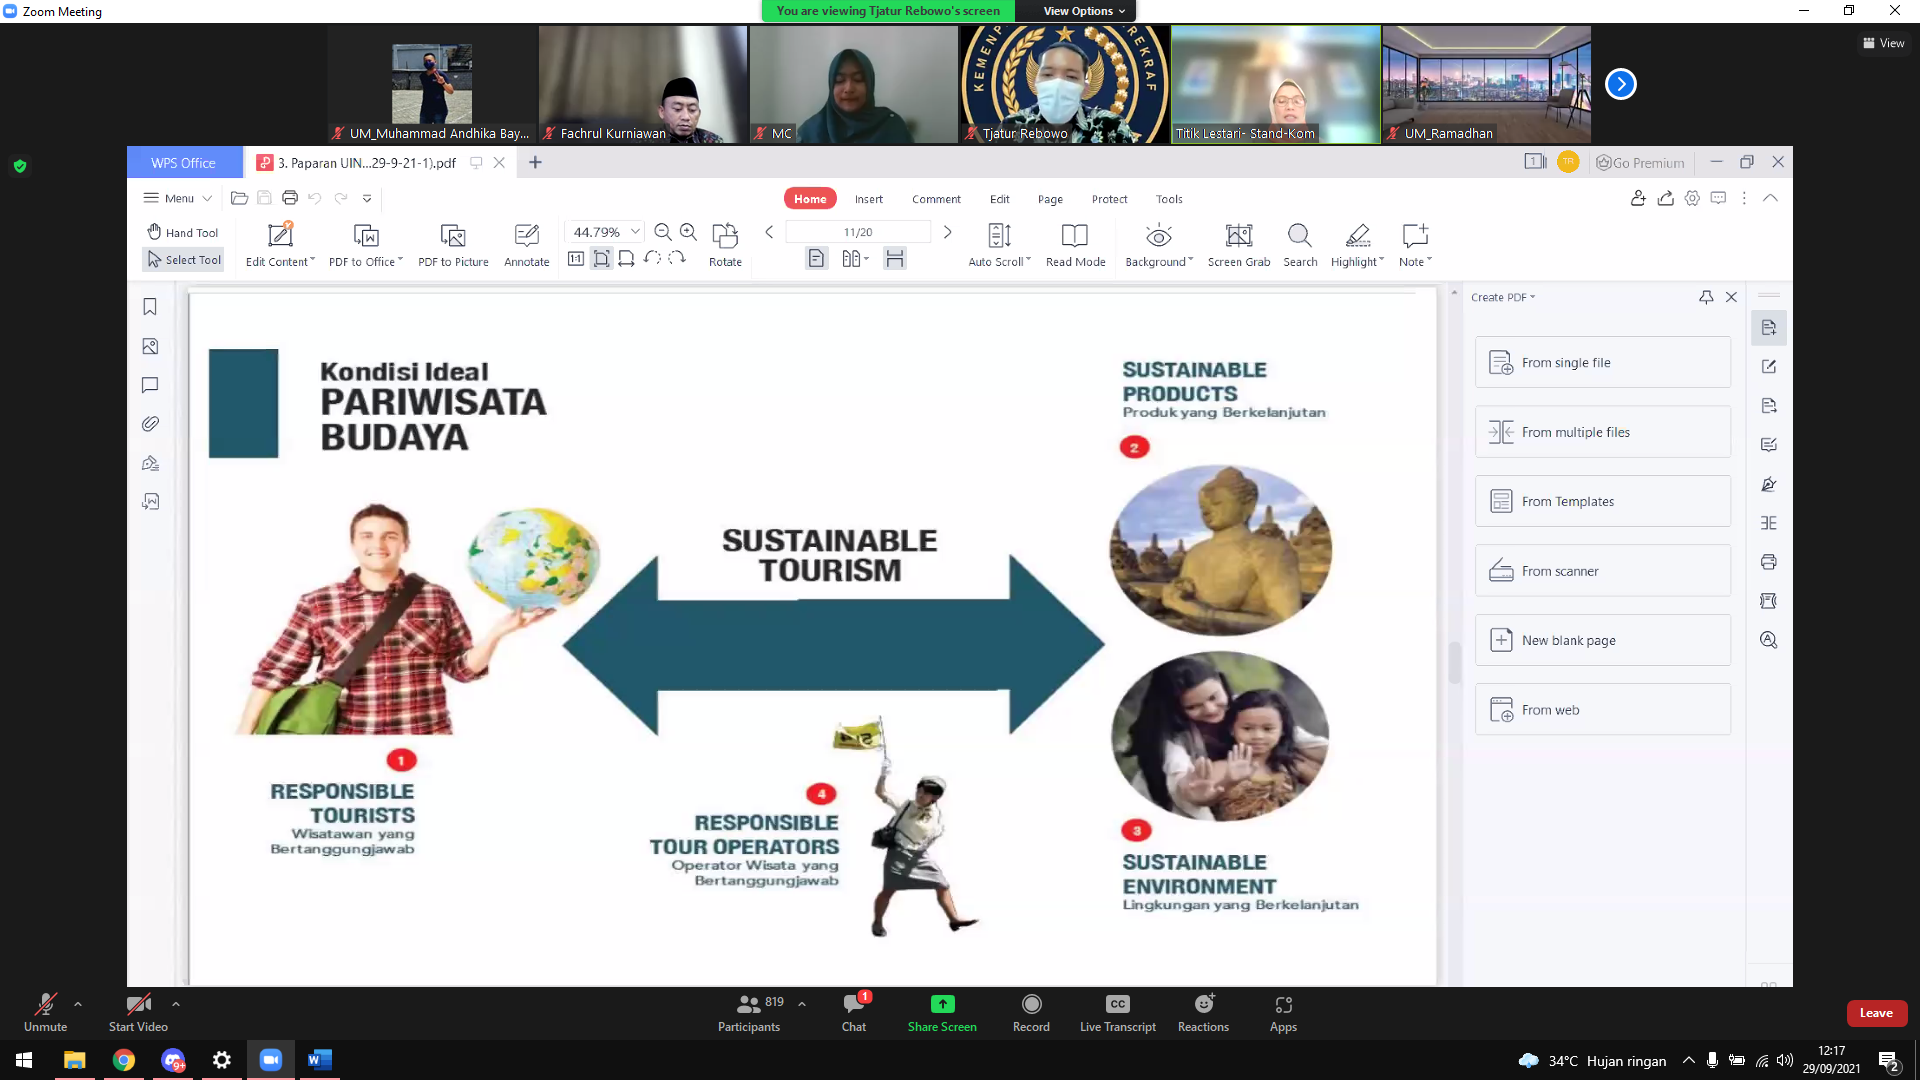 Zoom Meeting
You are viewing Tjatur Rebowo's screen
View Options
View
UM_Muhammad Andhika Bay...
Fachrul Kurniawan
MC
Tjatur Rebowo
Titik Lestari- Stand-Kom
UM_Ramadhan
WPS Office
3. Paparan UIN...29-9-21-1).pdf
1
TR
Go Premium
Menu
Home
Insert
Comment
Edit
Page
Protect
Tools
Hand Tool
Select Tool
Edit Content
PDF to Office
PDF to Picture
Annotate
44.79%
1:1
Rotate
11/20
Auto Scroll
Read Mode
Background
Screen Grab
Search
Highlight
Note
Create PDF
From single file
From multiple files
From Templates
From scanner
New blank page
From web
Kondisi Ideal
PARIWISATA
BUDAYA
SUSTAINABLE
PRODUCTS
Produk yang Berkelanjutan
2
SUSTAINABLE
TOURISM
1
RESPONSIBLE
TOURISTS
Wisatawan yang
Bertanggungjawab
4
RESPONSIBLE
TOUR OPERATORS
Operator Wisata yang
Bertanggungjawab
3
SUSTAINABLE
ENVIRONMENT
Lingkungan yang Berkelanjutan
Unmute
Start Video
819
Participants
1
Chat
Share Screen
Record
CC
Live Transcript
Reactions
Apps
Leave
9+
34°C Hujan ringan
12:17
29/09/2021
2